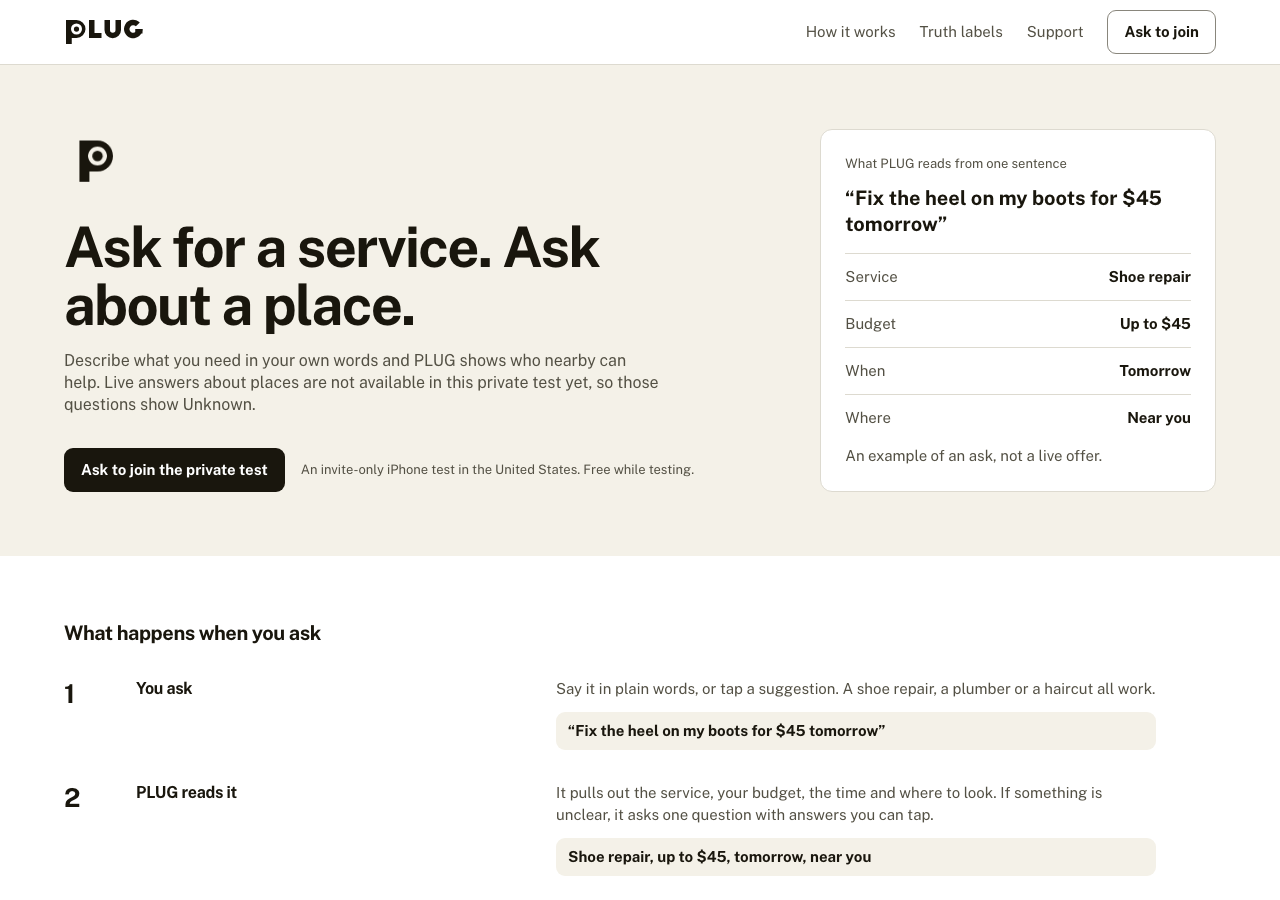 PLUG
How it works
Truth labels
Support
Ask to join
P
Ask for a service. Ask
about a place.
Describe what you need in your own words and PLUG shows who nearby can
help. Live answers about places are not available in this private test yet, so those
questions show Unknown.
Ask to join the private test
An invite-only iPhone test in the United States. Free while testing.
What PLUG reads from one sentence
“Fix the heel on my boots for $45
tomorrow”
Service Shoe repair
Budget Up to $45
When Tomorrow
Where Near you
An example of an ask, not a live offer.
What happens when you ask
1 You ask
Say it in plain words, or tap a suggestion. A shoe repair, a plumber or a haircut all work.
“Fix the heel on my boots for $45 tomorrow”
2 PLUG reads it
It pulls out the service, your budget, the time and where to look. If something is
unclear, it asks one question with answers you can tap.
Shoe repair, up to $45, tomorrow, near you